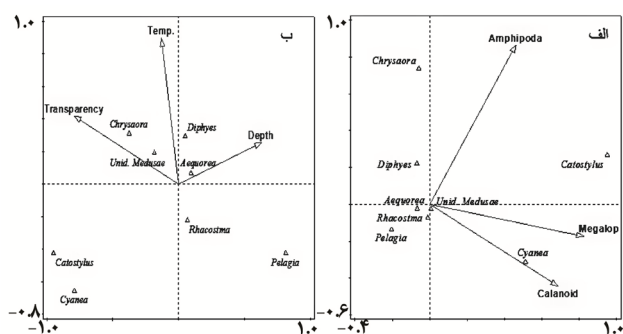 ۱.۰
ب
Temp.
Transparency
Chrysaora
Diphyes
Depth
Unid. Medusae
Aequorea
Rhacostma
Catostylus
Pelagia
Cyanea
-۰.۸
-۱.۰
۱.۰
۱.۰
الف
Amphipoda
Chrysaora
Diphyes
Catostylus
Aequorea
Unid. Medusae
Rhacostma
Pelagia
Megalop
Cyanea
Calanoid
-۰.۶
-۰.۴
۱.۰